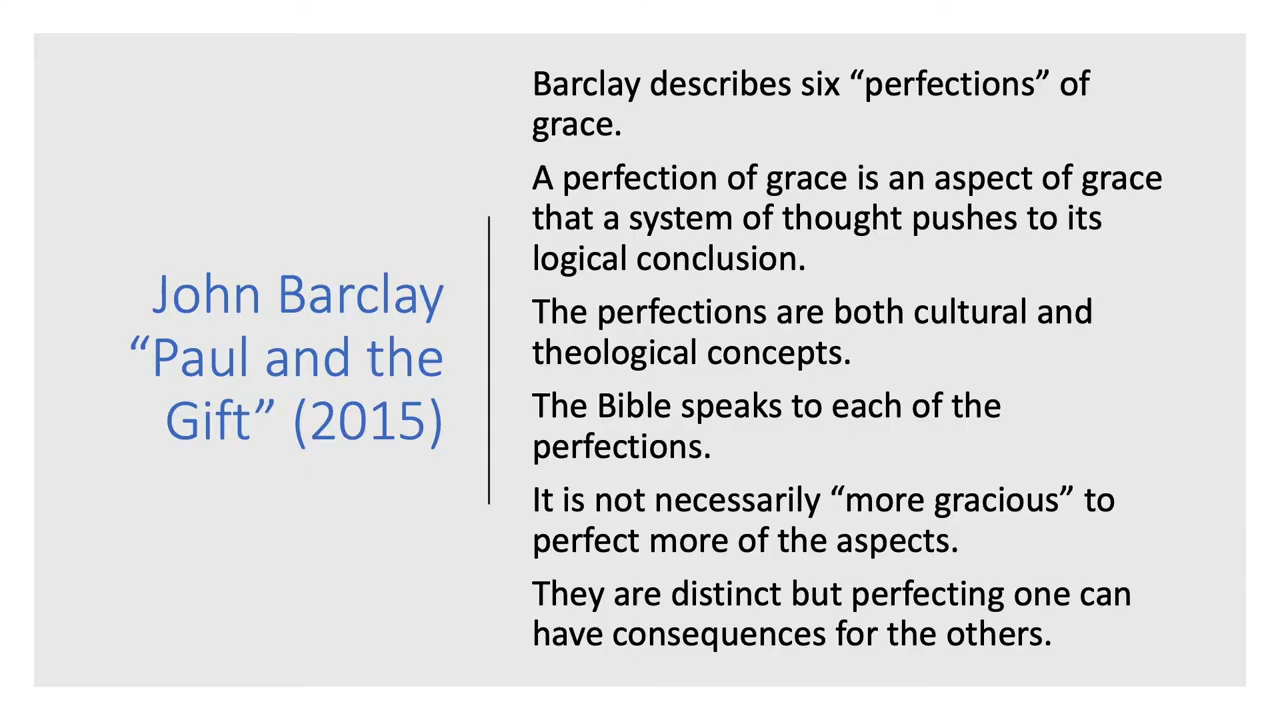 John Barclay
“Paul and the
Gift” (2015)
Barclay describes six “perfections” of
grace.
A perfection of grace is an aspect of grace
that a system of thought pushes to its
logical conclusion.
The perfections are both cultural and
theological concepts.
The Bible speaks to each of the
perfections.
It is not necessarily “more gracious” to
perfect more of the aspects.
They are distinct but perfecting one can
have consequences for the others.